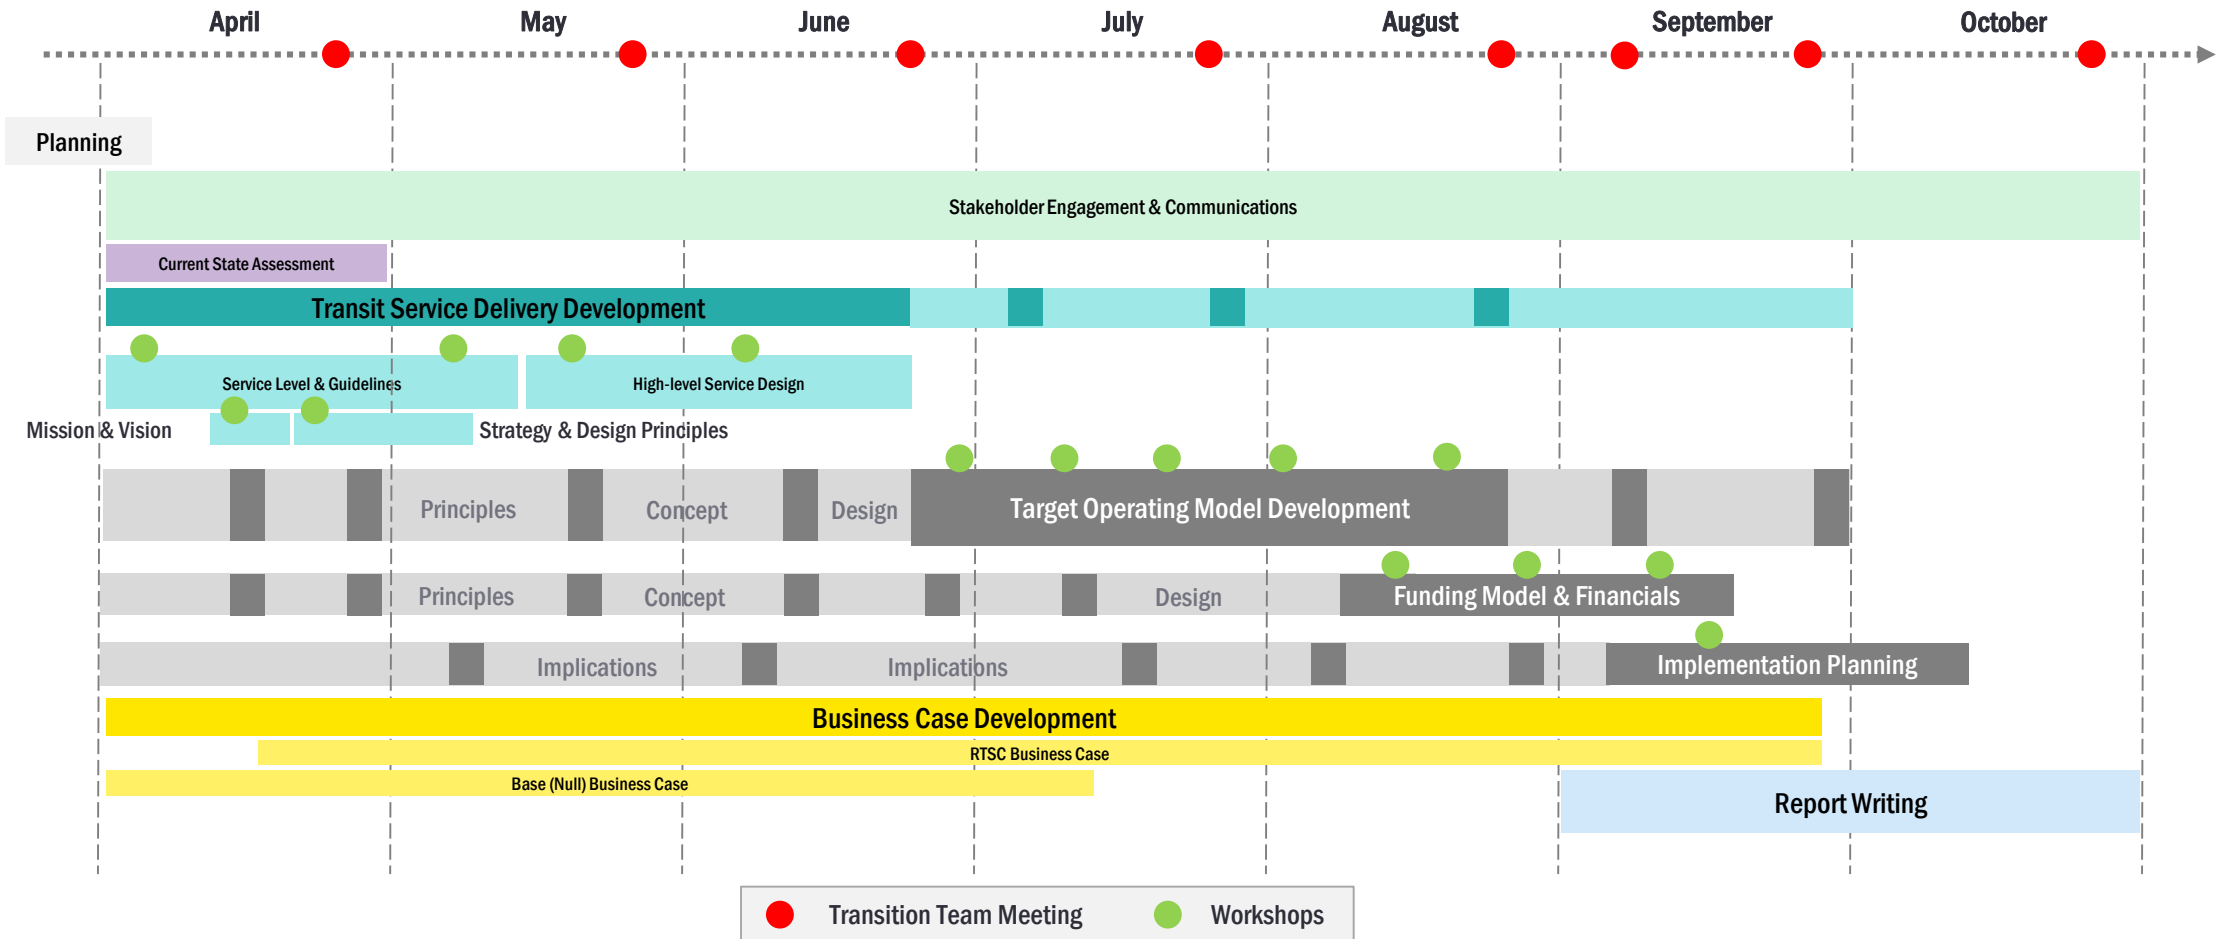 April May June July August September October
Planning
Stakeholder Engagement & Communications
Current State Assessment
Transit Service Delivery Development
Service Level & Guidelines High-level Service Design
Mission & Vision Strategy & Design Principles
Principles Concept Design Target Operating Model Development
Principles Concept Design Funding Model & Financials
Implications Implications Implementation Planning
Business Case Development
RTSC Business Case
Base (Null) Business Case
Report Writing
Transition Team Meeting Workshops